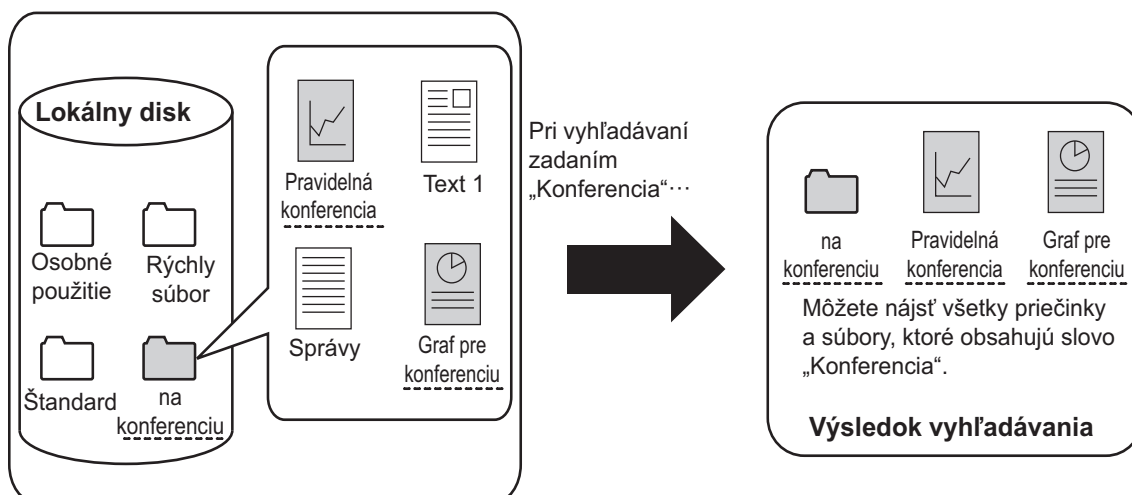 Lokálny disk
Osobné
použitie
Rýchly
súbor
Štandard
na
konferenciu
Pravidelná
konferencia
Text 1
Správy
Graf pre
konferenciu
Pri vyhľadávaní
zadaním
„Konferencia“···
na
konferenciu
Pravidelná
konferencia
Graf pre
konferenciu
Môžete nájsť všetky priečinky
a súbory, ktoré obsahujú slovo
„Konferencia“.
Výsledok vyhľadávania